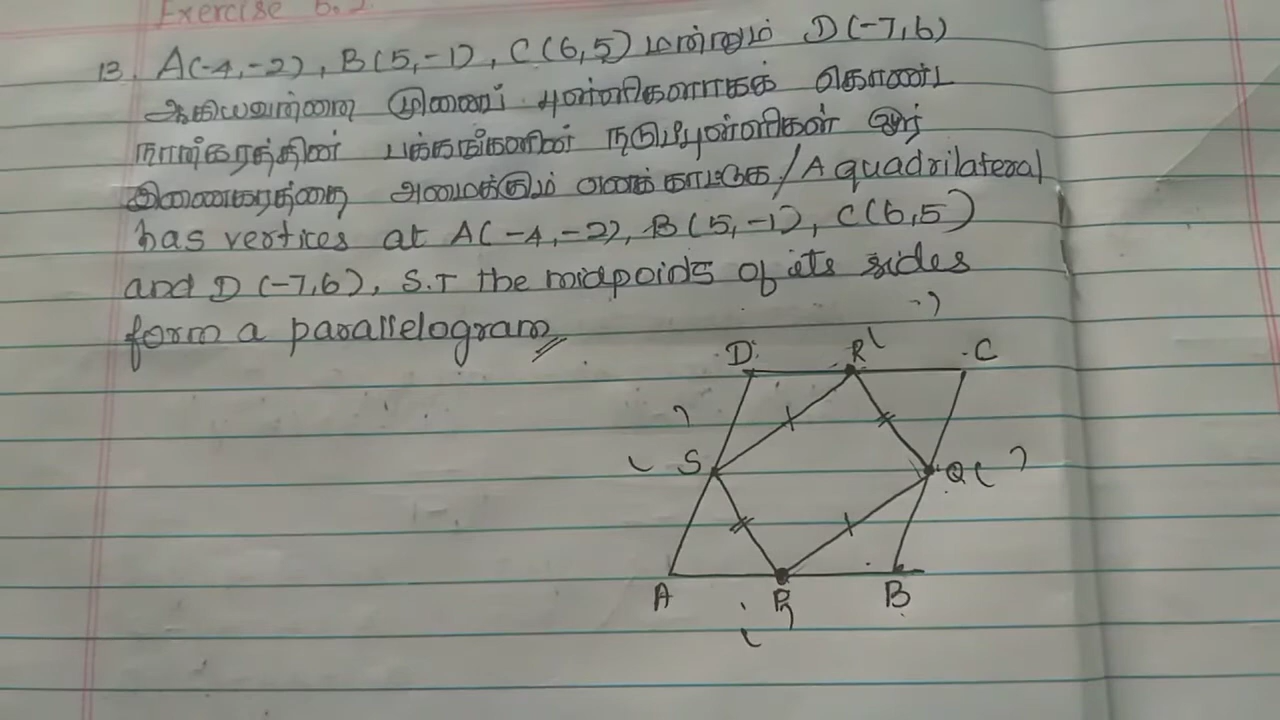 Exercise 5.2
13. A(-4,-2), B(5,-1), C(6,5) மற்றும் D(-7,6)
ஆகியவற்றை முனைப் புள்ளிகளாகக் கொண்ட
நாற்கரத்தின் பக்கங்களின் நடுப்புள்ளிகள் ஓர்
இணைகரத்தை அமைக்கும் எனக் காட்டுக / A quadrilateral
has vertices at A(-4,-2), B(5,-1), C(6,5)
and D(-7,6), S.T the midpoids of its sides
form a parallelogram
D R( ) C
( ) S Q( )
A P B
( )